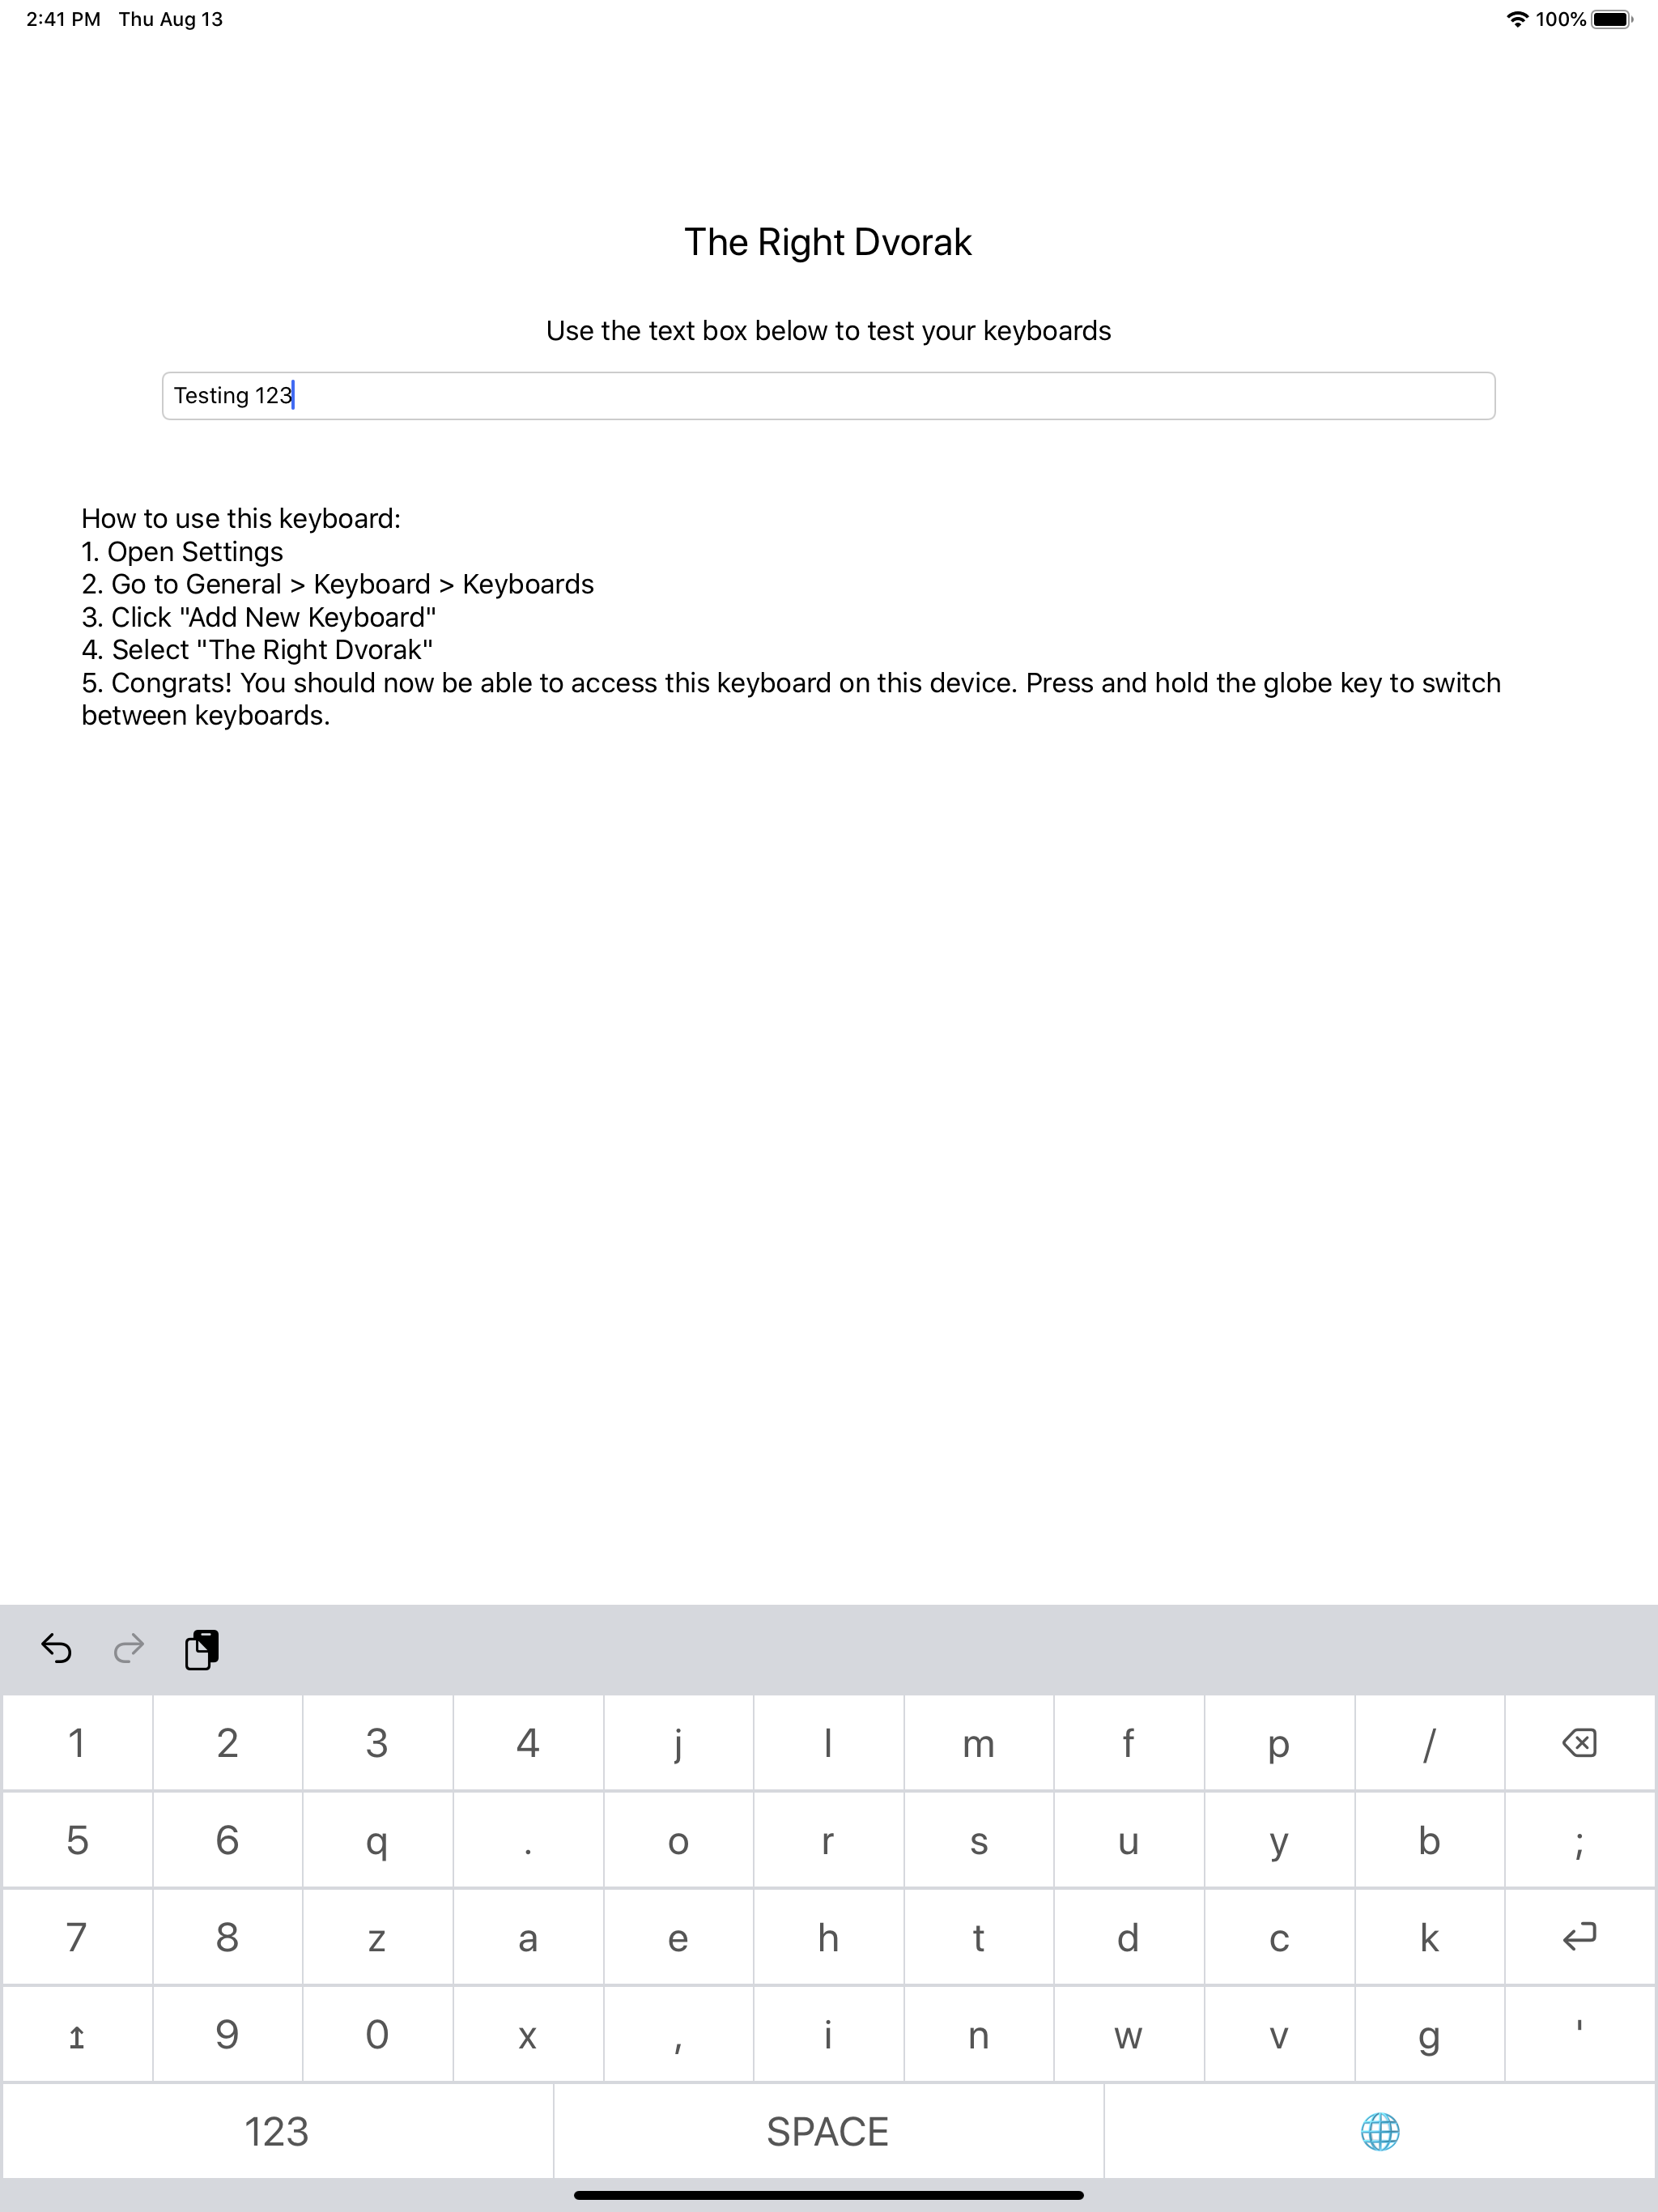 2:41 PM Thu Aug 13 100%
The Right Dvorak
Use the text box below to test your keyboards
Testing 123
How to use this keyboard:
1. Open Settings
2. Go to General > Keyboard > Keyboards
3. Click "Add New Keyboard"
4. Select "The Right Dvorak"
5. Congrats! You should now be able to access this keyboard on this device. Press and hold the globe key to switch
between keyboards.
1 2 3 4 j l m f p /
5 6 q . o r s u y b ;
7 8 z a e h t d c k
9 0 x , i n w v g '
123 SPACE